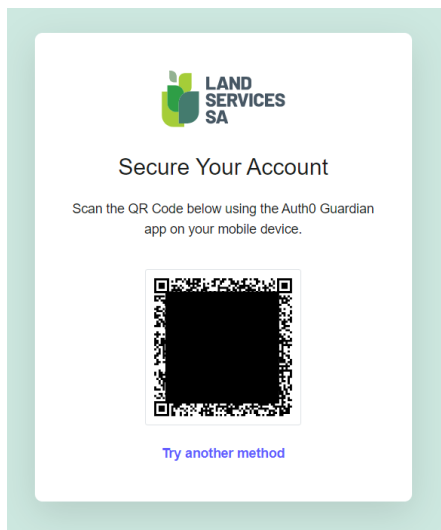 LAND
SERVICES
SA
Secure Your Account
Scan the QR Code below using the Auth0 Guardian
app on your mobile device.
Try another method